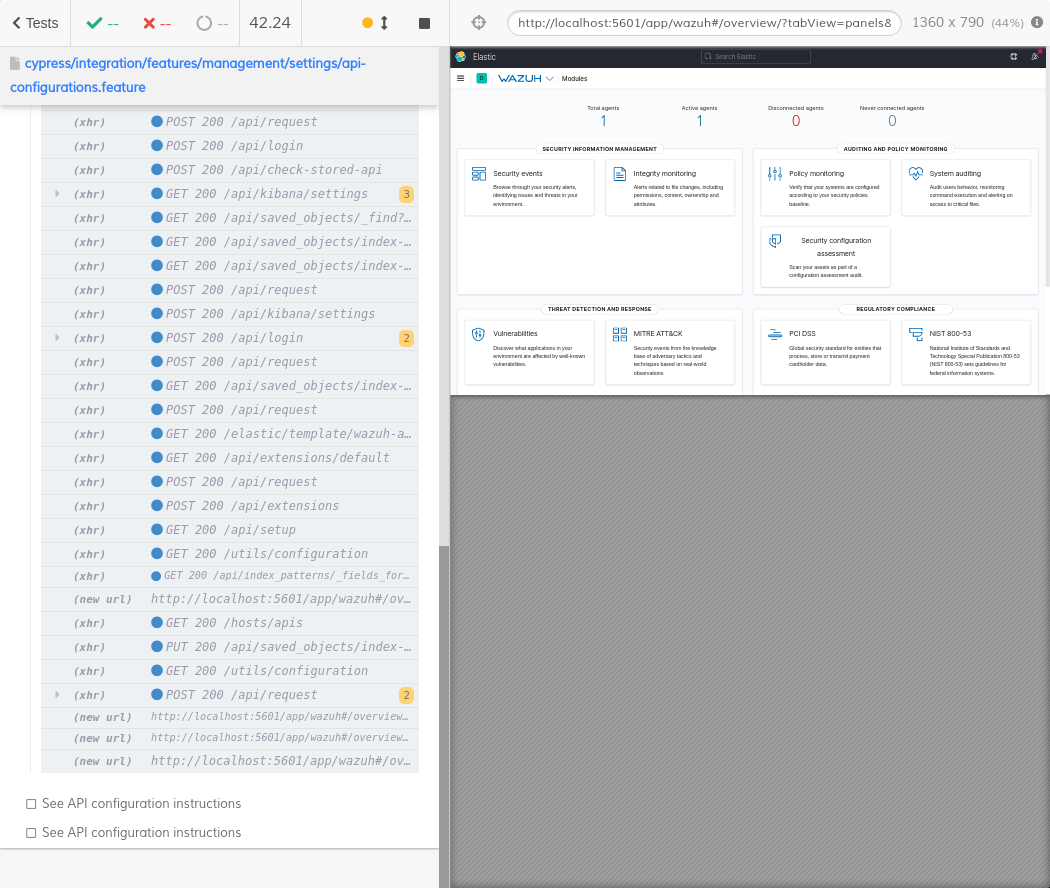 Tests
--
--
--
42.24
http://localhost:5601/app/wazuh#/overview/?tabView=panels&
1360 x 790 (44%)
cypress/integration/features/management/settings/api-
configurations.feature
(xhr) POST 200 /api/request
(xhr) POST 200 /api/login
(xhr) POST 200 /api/check-stored-api
(xhr) GET 200 /api/kibana/settings 3
(xhr) GET 200 /api/saved_objects/_find?…
(xhr) GET 200 /api/saved_objects/index-…
(xhr) GET 200 /api/saved_objects/index-…
(xhr) POST 200 /api/request
(xhr) POST 200 /api/kibana/settings
(xhr) POST 200 /api/login 2
(xhr) POST 200 /api/request
(xhr) GET 200 /api/saved_objects/index-…
(xhr) POST 200 /api/request
(xhr) GET 200 /elastic/template/wazuh-a…
(xhr) GET 200 /api/extensions/default
(xhr) POST 200 /api/request
(xhr) POST 200 /api/extensions
(xhr) GET 200 /api/setup
(xhr) GET 200 /utils/configuration
(xhr) GET 200 /api/index_patterns/_fields_for…
(new url) http://localhost:5601/app/wazuh#/ov…
(xhr) GET 200 /hosts/apis
(xhr) PUT 200 /api/saved_objects/index-…
(xhr) GET 200 /utils/configuration
(xhr) POST 200 /api/request 2
(new url) http://localhost:5601/app/wazuh#/overview…
(new url) http://localhost:5601/app/wazuh#/overview…
(new url) http://localhost:5601/app/wazuh#/ov…
See API configuration instructions
See API configuration instructions
Elastic
Search Elastic
D
WAZUH
Modules
Total agents
1
Active agents
1
Disconnected agents
0
Never connected agents
0
SECURITY INFORMATION MANAGEMENT
Security events
Browse through your security alerts,
identifying issues and threats in your
environment.
Integrity monitoring
Alerts related to file changes, including
permissions, content, ownership and
attributes.
AUDITING AND POLICY MONITORING
Policy monitoring
Verify that your systems are configured
according to your security policies
baseline.
System auditing
Audit users behavior, monitoring
command execution and alerting on
access to critical files.
Security configuration
assessment
Scan your assets as part of a
configuration assessment audit.
THREAT DETECTION AND RESPONSE
Vulnerabilities
Discover what applications in your
environment are affected by well-known
vulnerabilities.
MITRE ATT&CK
Security events from the knowledge
base of adversary tactics and
techniques based on real-world
observations
REGULATORY COMPLIANCE
PCI DSS
Global security standard for entities that
process, store or transmit payment
cardholder data.
NIST 800-53
National Institute of Standards and
Technology Special Publication 800-53
(NIST 800-53) sets guidelines for
federal information systems.